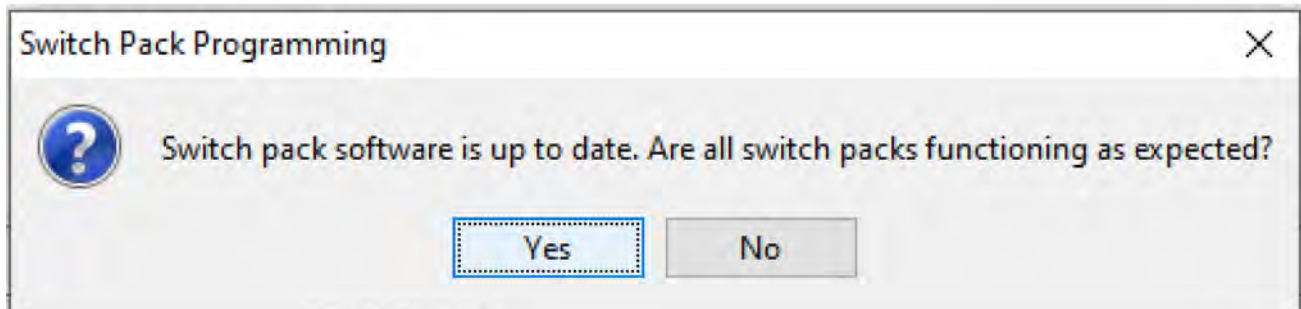 Switch Pack Programming
Switch pack software is up to date. Are all switch packs functioning as expected?
Yes
No